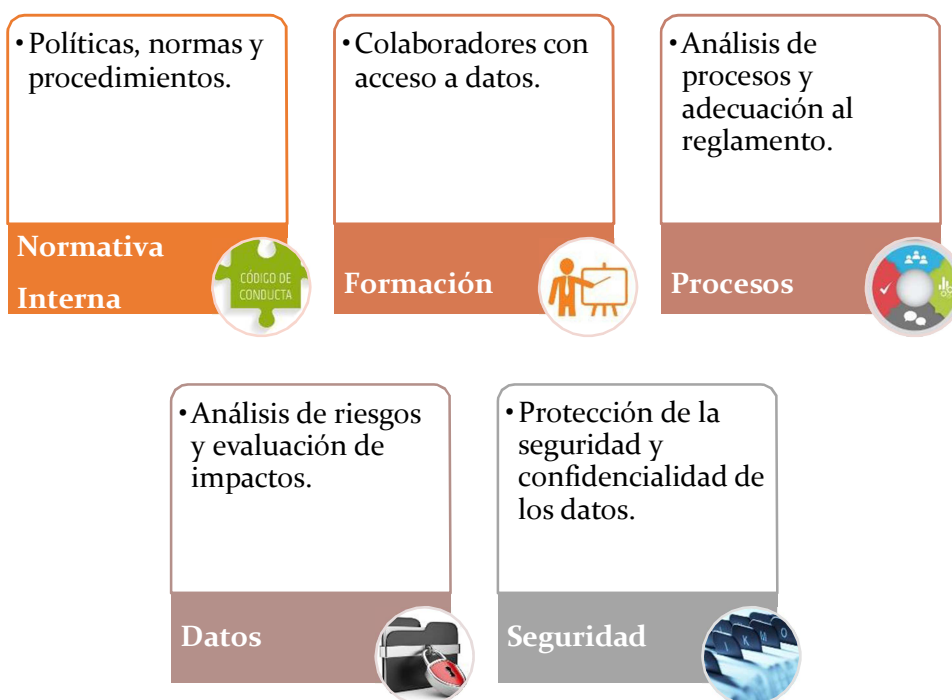 •Políticas, normas y
procedimientos.
Normativa
Interna
CÓDIGO DE
CONDUCTA
•Colaboradores con
acceso a datos.
Formación
•Análisis de
procesos y
adecuación al
reglamento.
Procesos
•Análisis de riesgos
y evaluación de
impactos.
Datos
•Protección de la
seguridad y
confidencialidad de
los datos.
Seguridad
J K M O